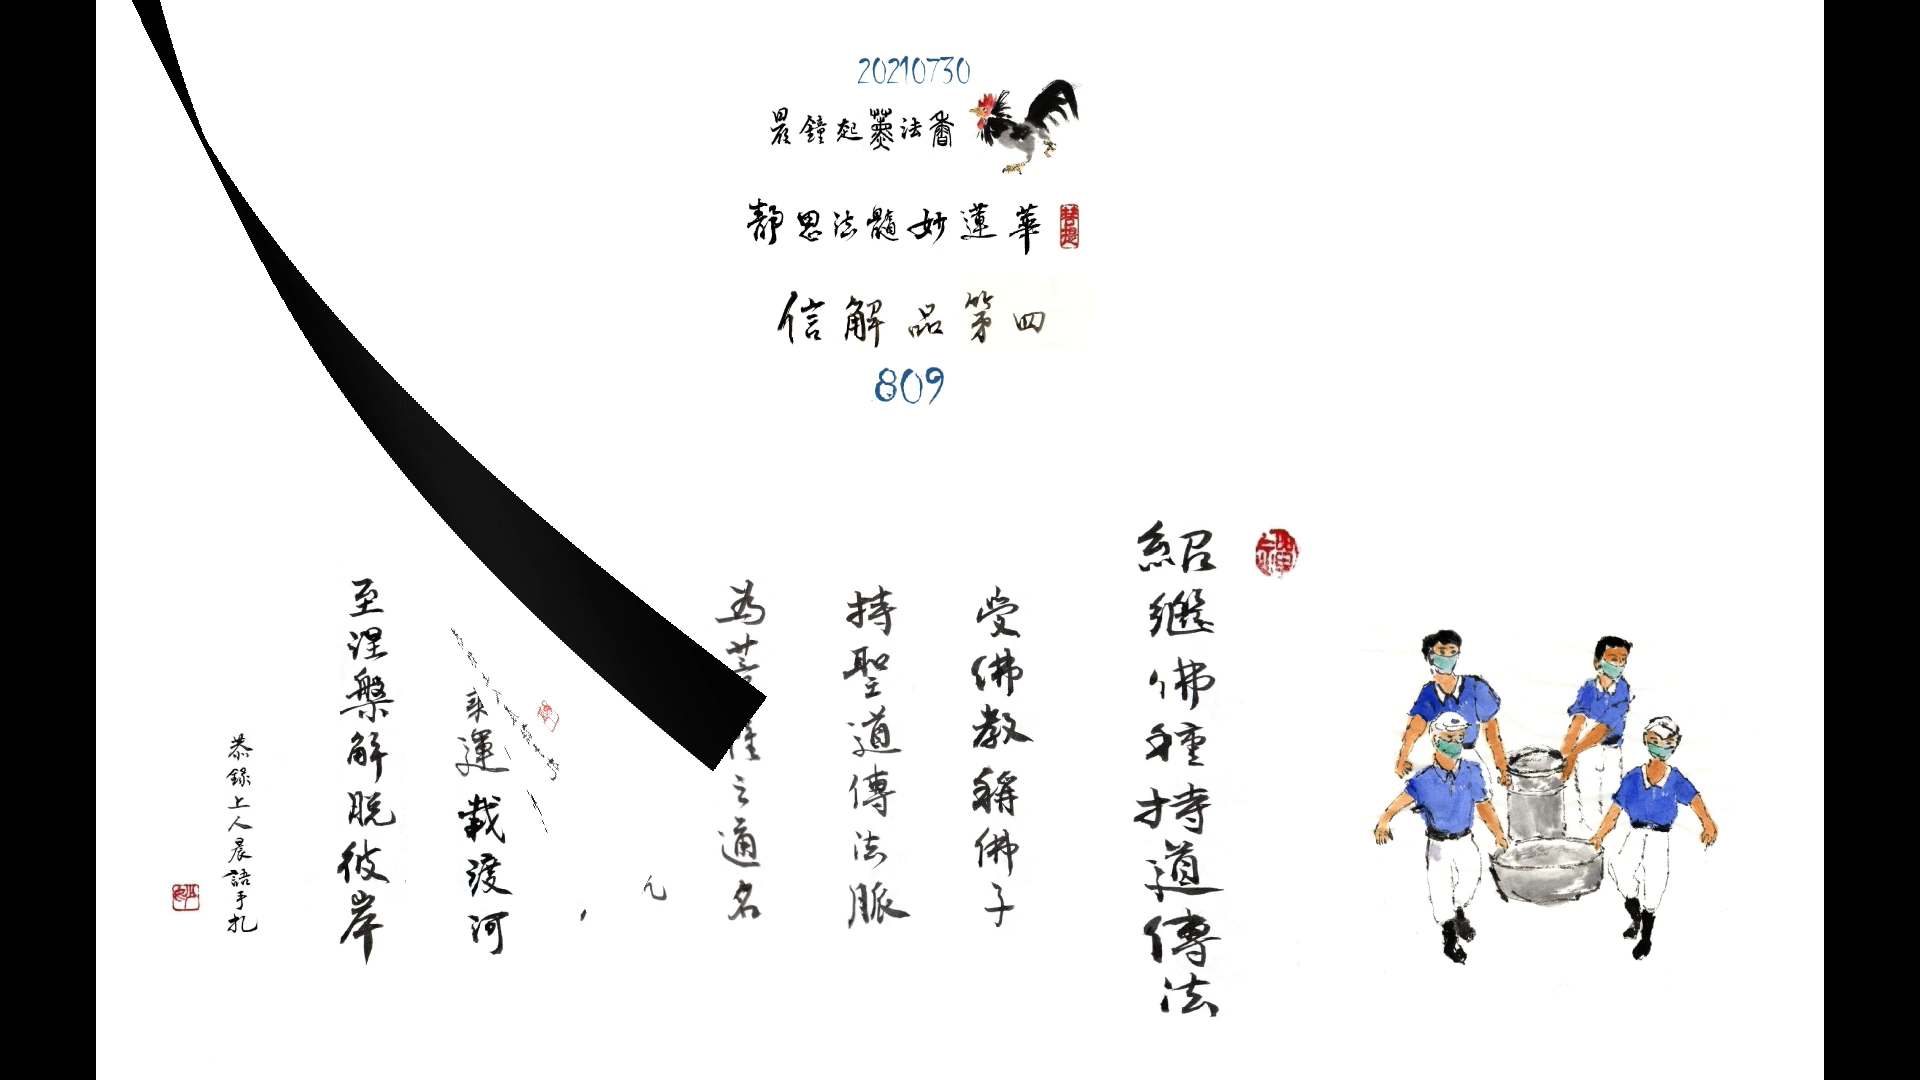 20210730
晨鐘起薰法香
靜思法髓妙蓮華
信解品第四
809
紹繼佛種持道傳法
受佛教稱佛子
持聖道傳法脈
為菩
之通名
運載渡河
至涅槃解脫彼岸
恭錄上人晨語手札